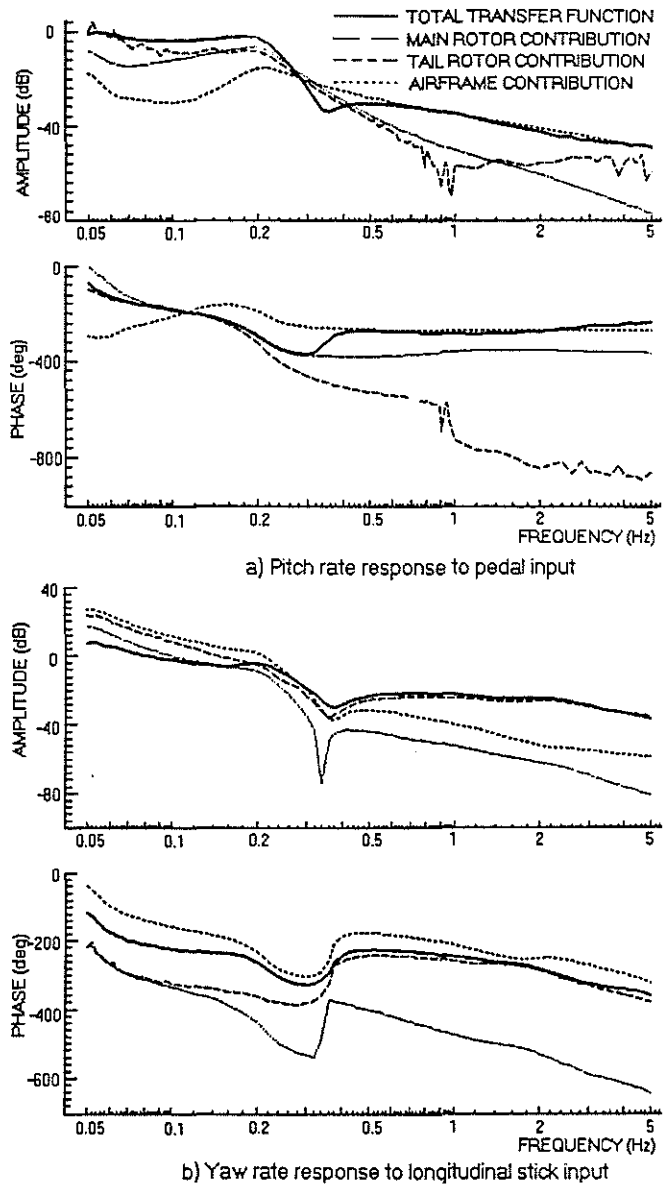 TOTAL TRANSFER FUNCTION
MAIN ROTOR CONTRIBUTION
TAIL ROTOR CONTRIBUTION
AIRFRAME CONTRIBUTION
AMPLITUDE (dB)
0
-40
-80
0.05 0.1 0.2 0.5 1 2 Hz 5
PHASE (deg)
0
-400
-800
0.05 0.1 0.2 0.5 1 2 5
FREQUENCY (Hz)
a) Pitch rate response to pedal input
AMPLITUDE (dB)
40
0
-40
-80
0.05 0.1 0.2 0.5 1 2 Hz 5
PHASE (deg)
0
-200
-400
-600
0.05 0.1 0.2 0.5 1 2 5
FREQUENCY (Hz)
b) Yaw rate response to longitudinal stick input